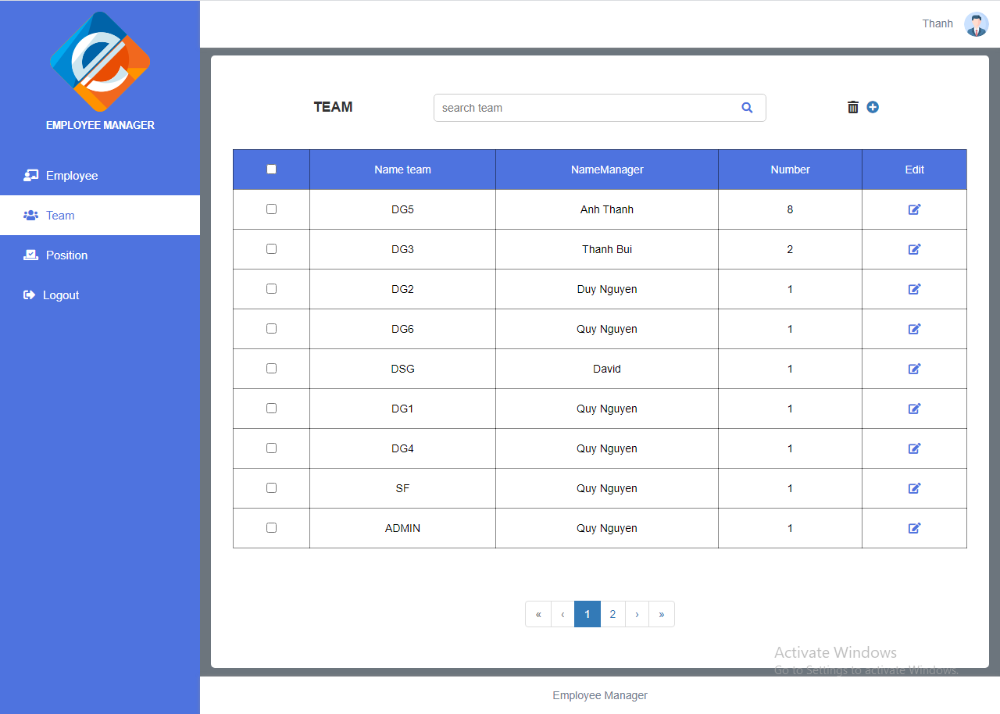 Thanh
EMPLOYEE MANAGER
Employee
Team
Position
Logout
TEAM
search team
Name team NameManager Number Edit
DG5 Anh Thanh 8
DG3 Thanh Bui 2
DG2 Duy Nguyen 1
DG6 Quy Nguyen 1
DSG David 1
DG1 Quy Nguyen 1
DG4 Quy Nguyen 1
SF Quy Nguyen 1
ADMIN Quy Nguyen 1
« ‹ 1 2 › »
Activate Windows
Go to Settings to activate Windows.
Employee Manager